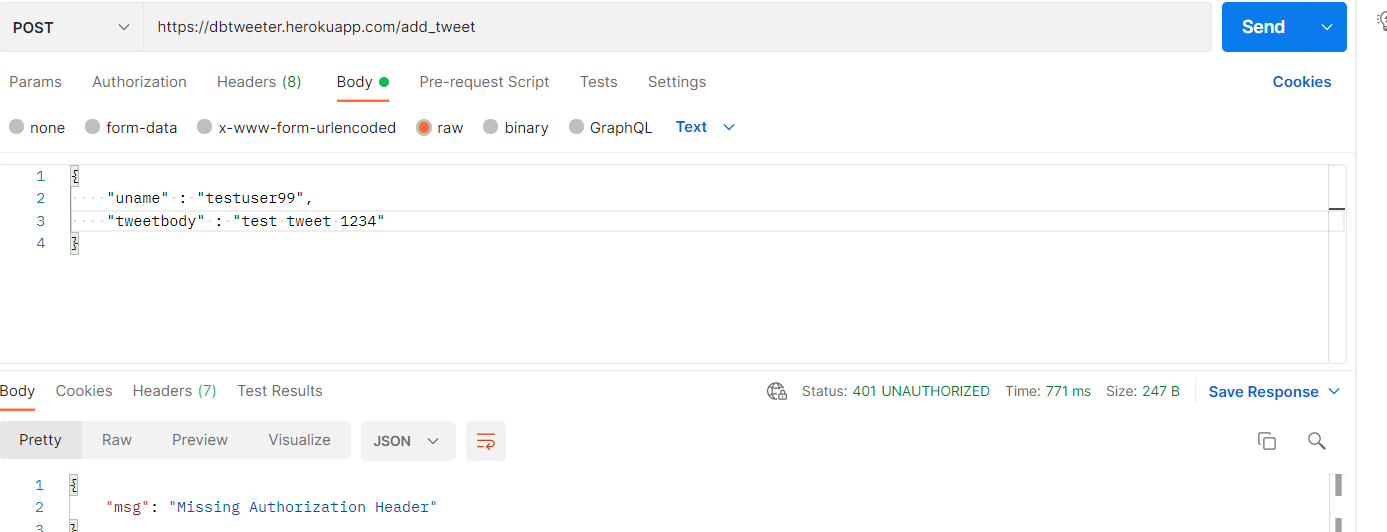 POST https://dbtweeter.herokuapp.com/add_tweet Send
Params Authorization Headers (8) Body Pre-request Script Tests Settings Cookies
none form-data x-www-form-urlencoded raw binary GraphQL Text
1 {
2 "uname" : "testuser99",
3 "tweetbody" : "test tweet 1234"
4 }
Body Cookies Headers (7) Test Results Status: 401 UNAUTHORIZED Time: 771 ms Size: 247 B Save Response
Pretty Raw Preview Visualize JSON
1 {
2 "msg": "Missing Authorization Header"
3 }